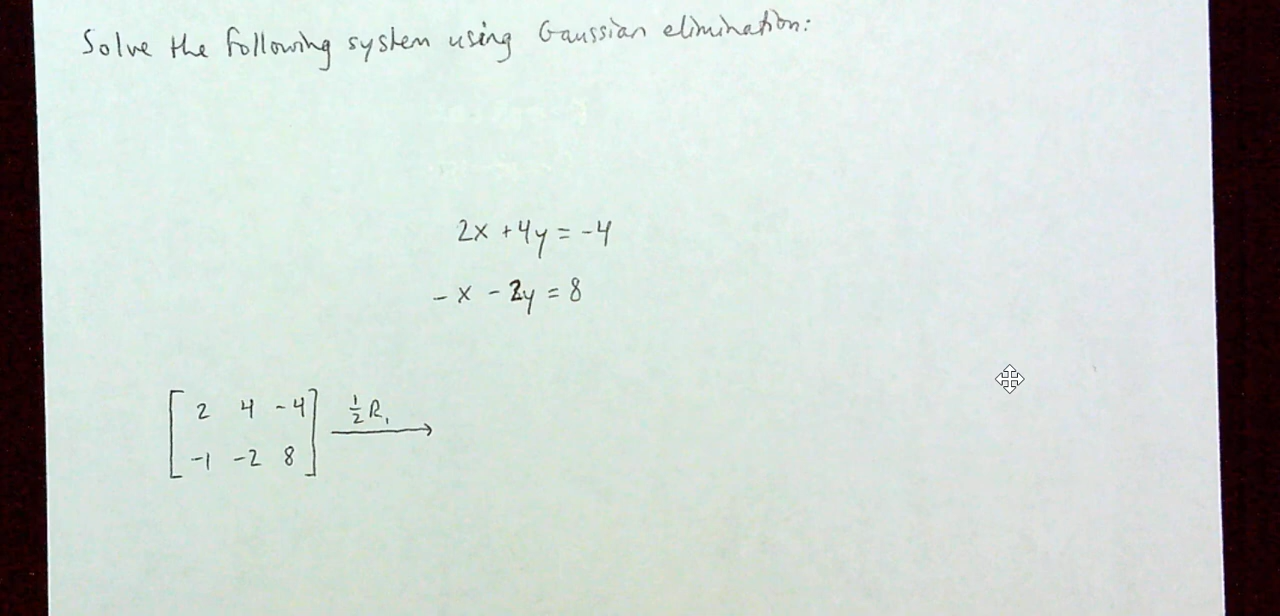 Solve the following system using Gaussian elimination:
2x + 4y = -4
-x - 2y = 8
[2 4 -4] ½R₁ →
[-1 -2 8]